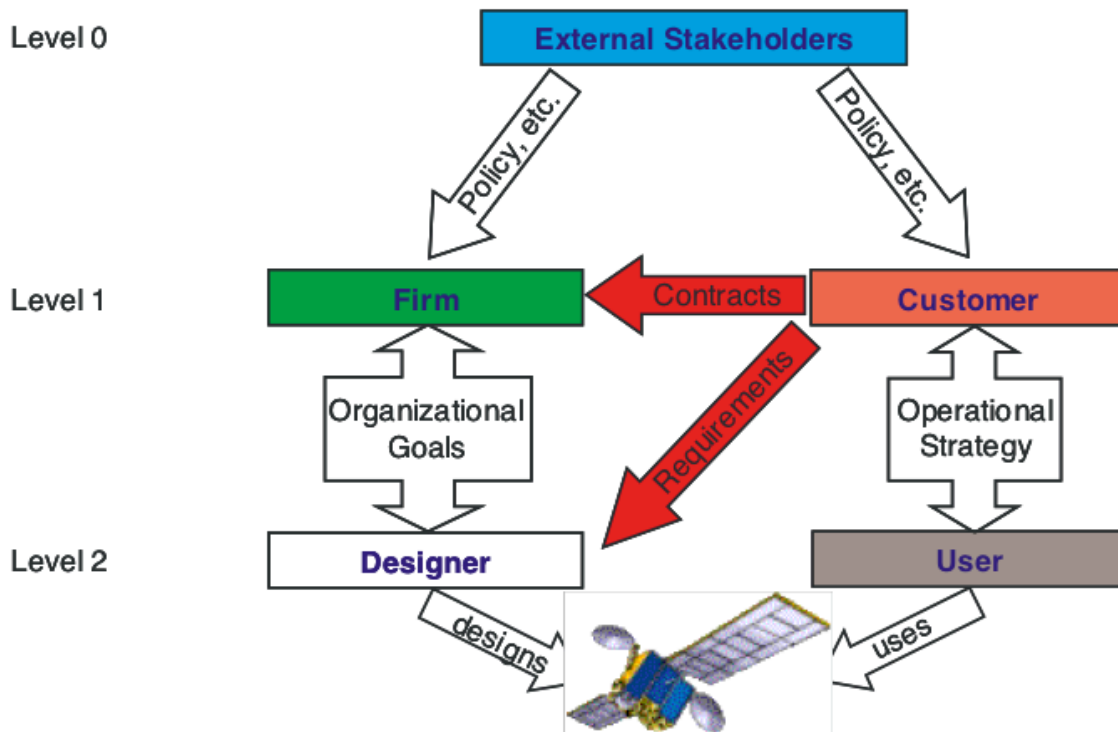 Level 0
External Stakeholders
Policy, etc.
Policy, etc.
Level 1
Firm
Contracts
Customer
Organizational
Goals
Requirements
Operational
Strategy
Level 2
Designer
User
designs
uses